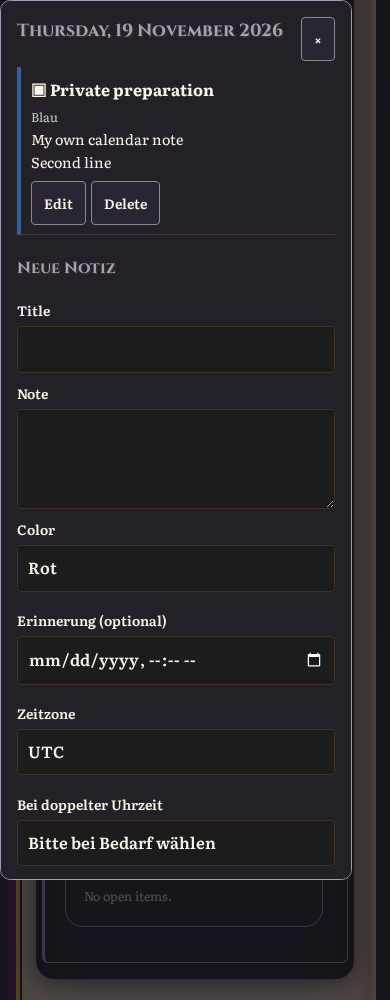 Thursday, 19 November 2026
×
▣ Private preparation
Blau
My own calendar note
Second line
Edit Delete
Neue Notiz
Title
Note
Color
Rot
Erinnerung (optional)
mm/dd/yyyy, --:-- --
Zeitzone
UTC
Bei doppelter Uhrzeit
Bitte bei Bedarf wählen
No open items.